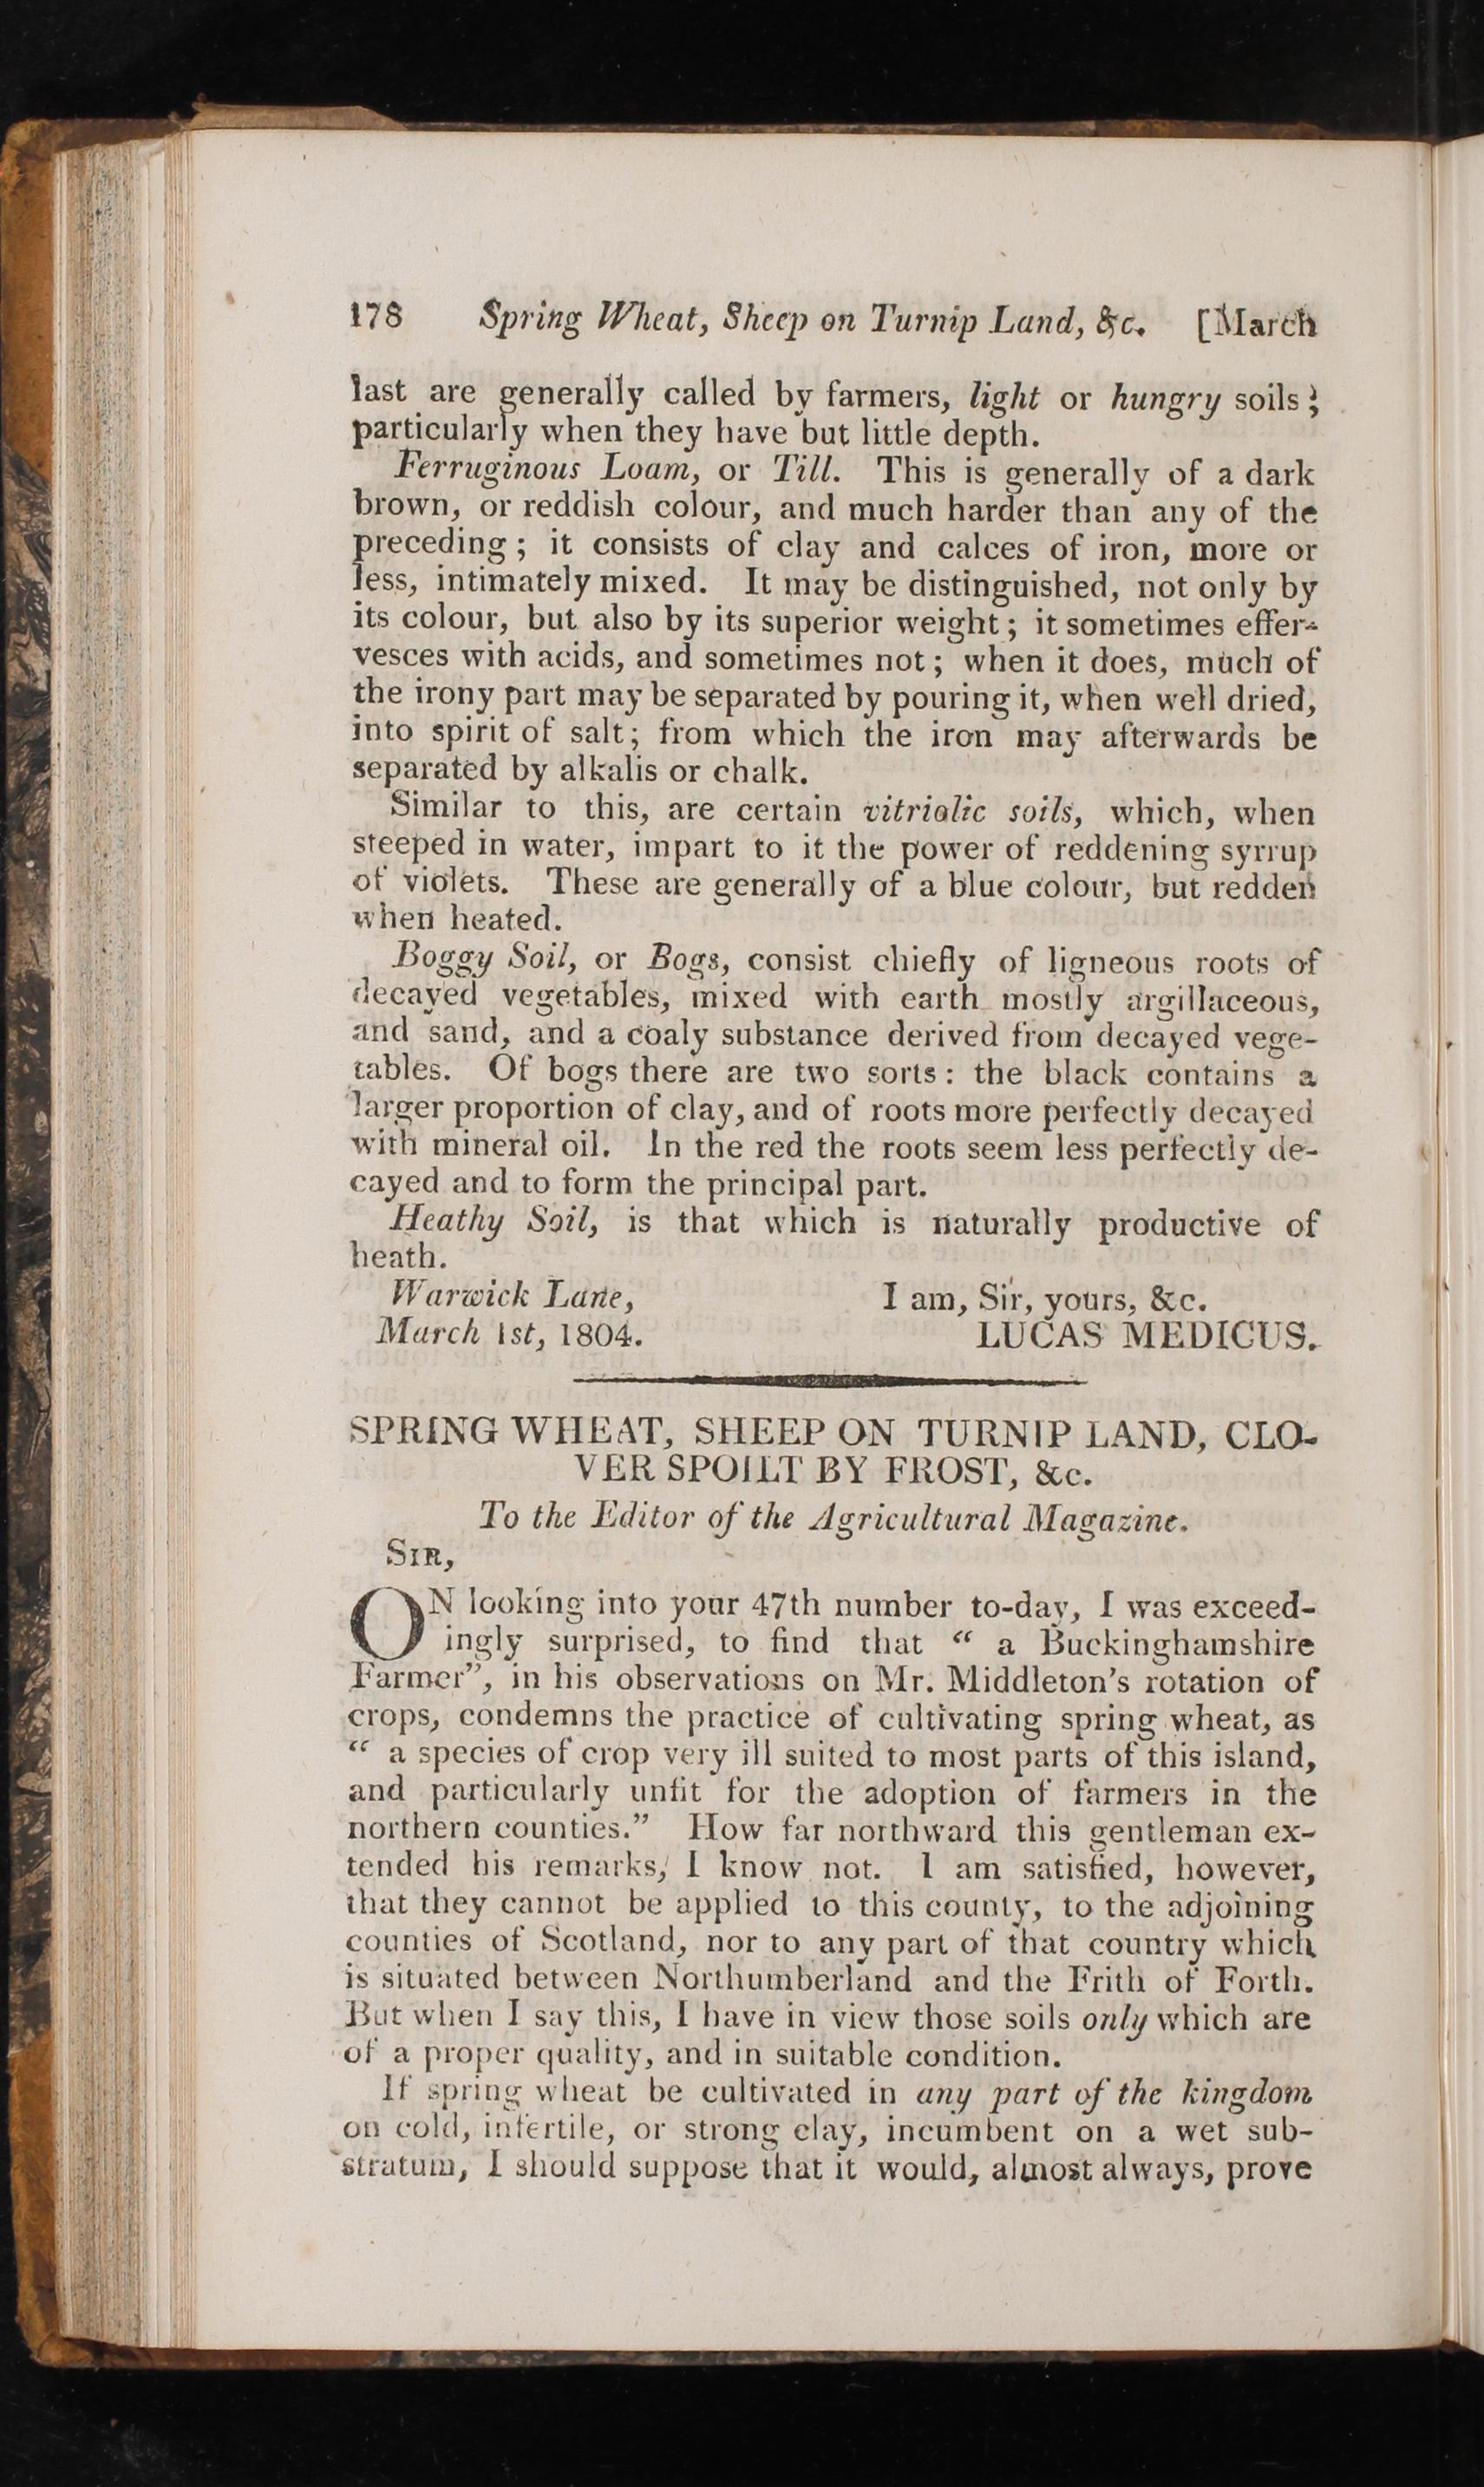 178 Spring Wheat, Sheep on Turnip Land, &c. [March
last are generally called by farmers, light or hungry soils;
particularly when they have but little depth.
Ferruginous Loam, or Till. This is generally of a dark
brown, or reddish colour, and much harder than any of the
preceding; it consists of clay and calces of iron, more or
less, intimately mixed. It may be distinguished, not only by
its colour, but also by its superior weight; it sometimes effer-
vesces with acids, and sometimes not; when it does, much of
the irony part may be separated by pouring it, when well dried,
into spirit of salt; from which the iron may afterwards be
separated by alkalis or chalk.
Similar to this, are certain vitriolic soils, which, when
steeped in water, impart to it the power of reddening syrrup
of violets. These are generally of a blue colour, but redden
when heated.
Boggy Soil, or Bogs, consist chiefly of ligneous roots of
decayed vegetables, mixed with earth mostly argillaceous,
and sand, and a coaly substance derived from decayed vege-
tables. Of bogs there are two sorts: the black contains a
larger proportion of clay, and of roots more perfectly decayed
with mineral oil. In the red the roots seem less perfectly de-
cayed and to form the principal part.
Heathy Soil, is that which is naturally productive of
heath.
Warwick Lane, I am, Sir, yours, &c.
March 1st, 1804. LUCAS MEDICUS.
SPRING WHEAT, SHEEP ON TURNIP LAND, CLO-
VER SPOILT BY FROST, &c.
To the Editor of the Agricultural Magazine.
SIR,
ON looking into your 47th number to-day, I was exceed-
ingly surprised, to find that “ a Buckinghamshire
Farmer”, in his observations on Mr. Middleton's rotation of
crops, condemns the practice of cultivating spring wheat, as
“ a species of crop very ill suited to most parts of this island,
and particularly unfit for the adoption of farmers in the
northern counties.” How far northward this gentleman ex-
tended his remarks, I know not. I am satisfied, however,
that they cannot be applied to this county, to the adjoining
counties of Scotland, nor to any part of that country which
is situated between Northumberland and the Frith of Forth.
But when I say this, I have in view those soils only which are
of a proper quality, and in suitable condition.
If spring wheat be cultivated in any part of the kingdom
on cold, infertile, or strong clay, incumbent on a wet sub-
stratum, I should suppose that it would, almost always, prove